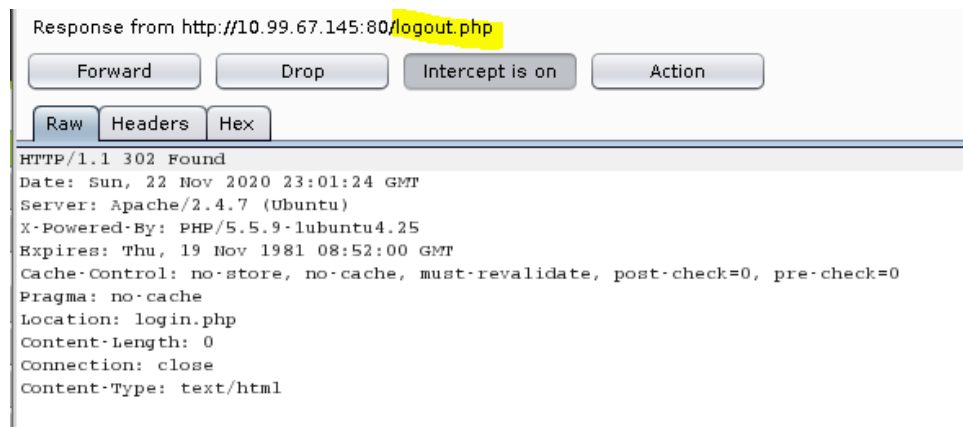 Response from http://10.99.67.145:80/logout.php
Forward Drop Intercept is on Action
Raw Headers Hex
HTTP/1.1 302 Found
Date: Sun, 22 Nov 2020 23:01:24 GMT
Server: Apache/2.4.7 (Ubuntu)
X-Powered-By: PHP/5.5.9-1ubuntu4.25
Expires: Thu, 19 Nov 1981 08:52:00 GMT
Cache-Control: no-store, no-cache, must-revalidate, post-check=0, pre-check=0
Pragma: no-cache
Location: login.php
Content-Length: 0
Connection: close
Content-Type: text/html